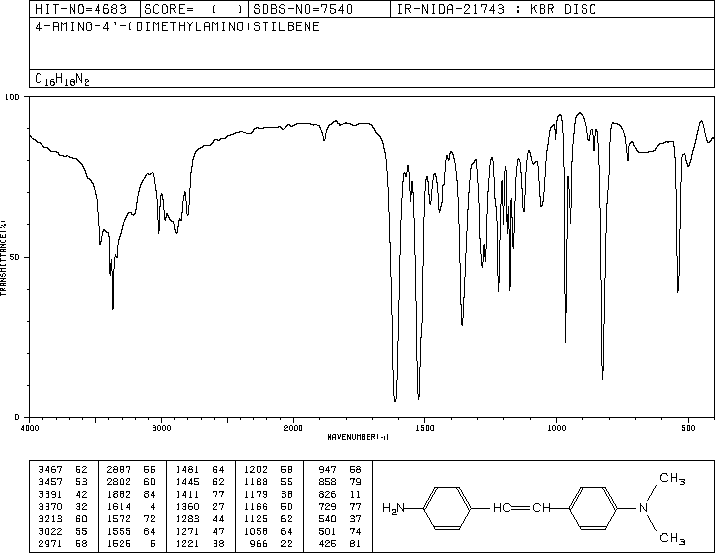 HIT-NO=4683 SCORE= ( ) SDBS-NO=7540 IR-NIDA-21743 : KBR DISC
4-AMINO-4'-(DIMETHYLAMINO)STILBENE
C16H18N2
100
50
0
TRANSMITTANCE(%)
4000 3000 2000 1500 1000 500
WAVENUMBER(-1)
3467 52 2887 55 1481 64 1202 58 947 58
3457 53 2802 60 1445 62 1188 55 858 79
3391 42 1882 84 1411 77 1179 38 826 11
3370 32 1614 4 1360 27 1166 50 729 77
3213 60 1572 72 1283 44 1125 62 540 37
3022 55 1555 64 1271 47 1058 64 501 74
2971 58 1525 5 1221 38 966 22 425 81
H2N HC=CH N CH3 CH3